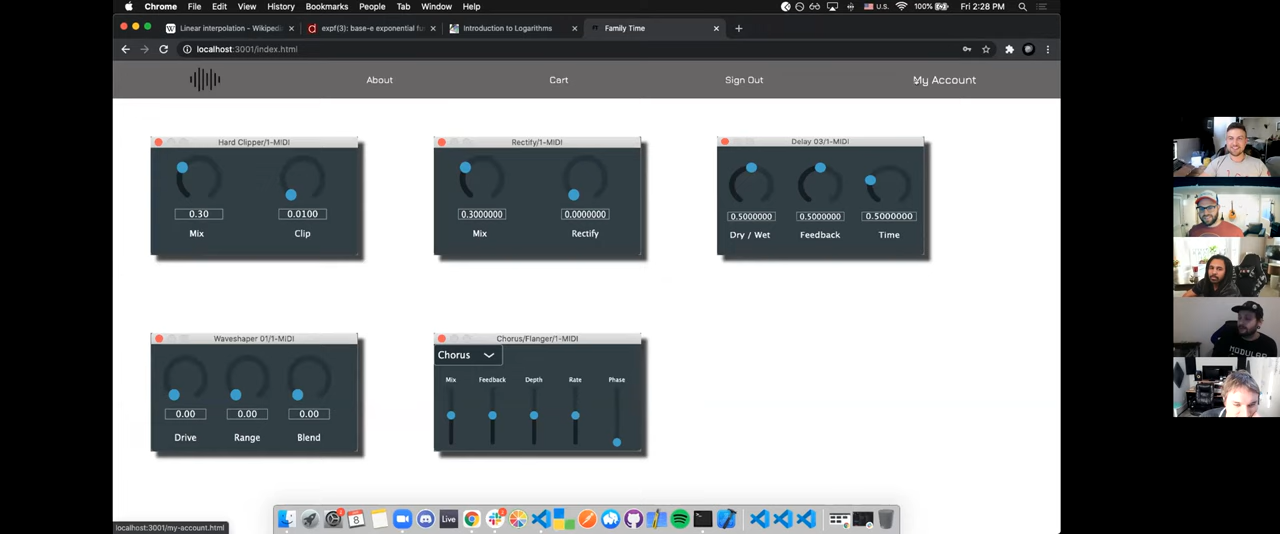 Chrome File Edit View History Bookmarks People Tab Window Help
U.S. 100% Fri 2:28 PM
Linear interpolation - Wikiped
expf(3): base-e exponential fu
Introduction to Logarithms
Family Time
localhost:3001/index.html
About Cart Sign Out My Account
Hard Clipper/1-MIDI
0.30 0.0100
Mix Clip
Rectify/1-MIDI
0.3000000 0.0000000
Mix Rectify
Delay 03/1-MIDI
0.5000000 0.5000000 0.5000000
Dry / Wet Feedback Time
Waveshaper 01/1-MIDI
0.00 0.00 0.00
Drive Range Blend
Chorus/Flanger/1-MIDI
Chorus
Mix Feedback Depth Rate Phase
MODULAR
8
Live
localhost:3001/my-account.html